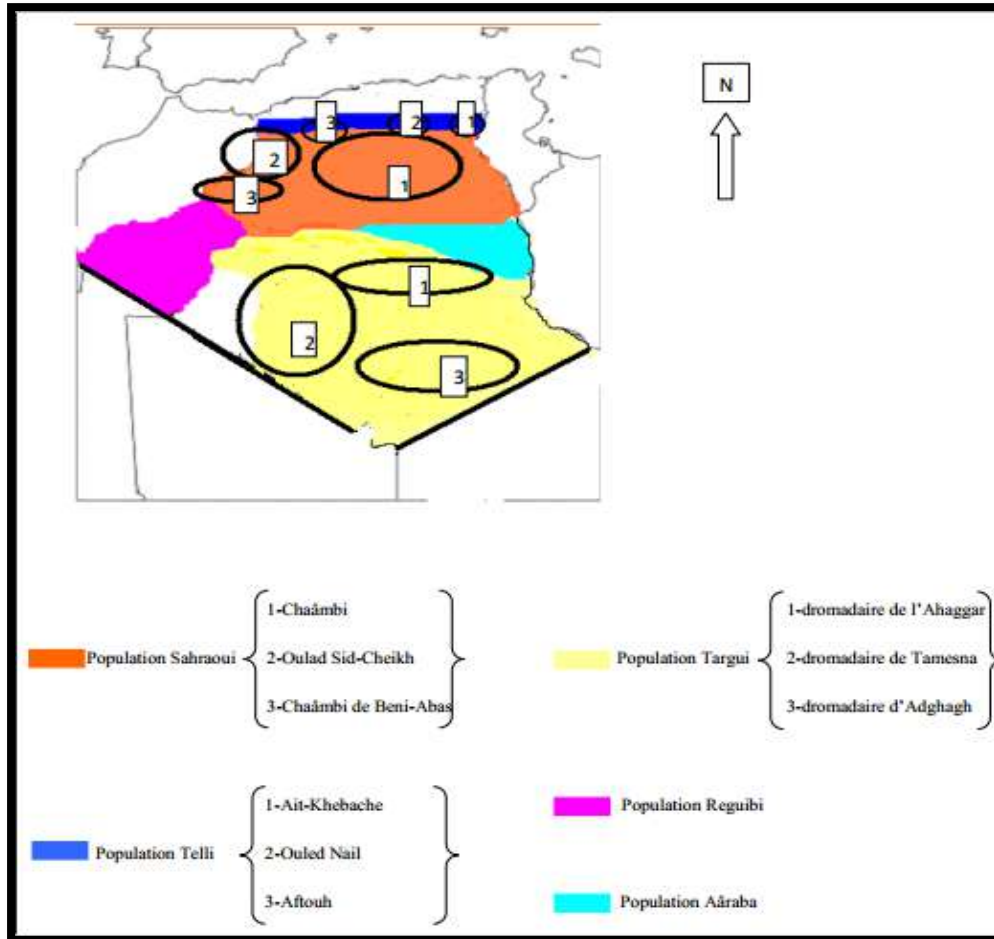 N
3
2
1
2
1
3
1
2
3
Population Sahraoui
1-Chaâmbi
2-Oulad Sid-Cheikh
3-Chaâmbi de Beni-Abas
Population Targui
1-dromadaire de l'Ahaggar
2-dromadaire de Tamesna
3-dromadaire d'Adghagh
Population Telli
1-Ait-Khebache
2-Ouled Nail
3-Aftouh
Population Reguibi
Population Aâraba